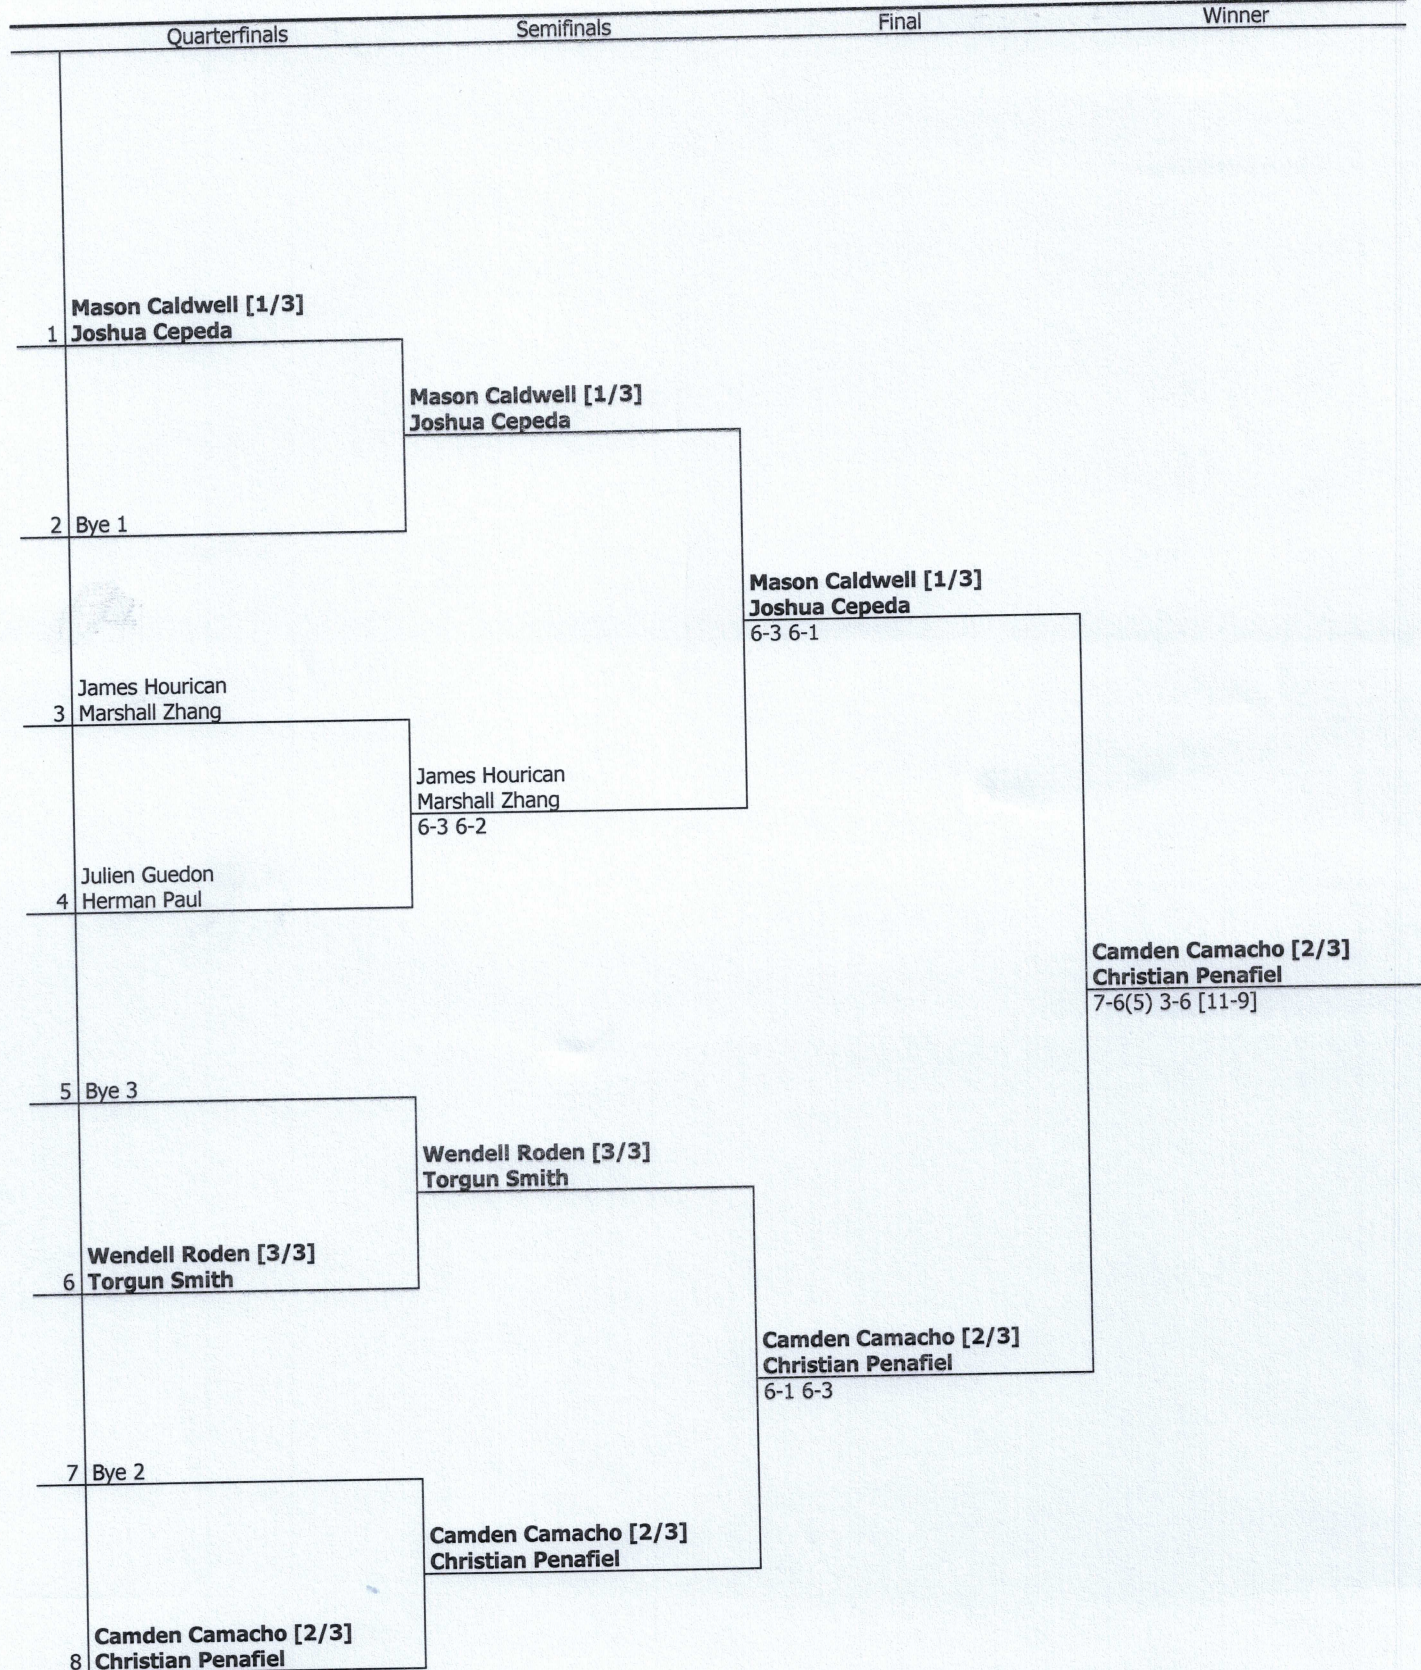 Quarterfinals Semifinals Final Winner
Mason Caldwell [1/3]
1 Joshua Cepeda
Mason Caldwell [1/3]
Joshua Cepeda
2 Bye 1
Mason Caldwell [1/3]
Joshua Cepeda
6-3 6-1
James Hourican
3 Marshall Zhang
James Hourican
Marshall Zhang
6-3 6-2
Julien Guedon
4 Herman Paul
Camden Camacho [2/3]
Christian Penafiel
7-6(5) 3-6 [11-9]
5 Bye 3
Wendell Roden [3/3]
Torgun Smith
Wendell Roden [3/3]
6 Torgun Smith
Camden Camacho [2/3]
Christian Penafiel
6-1 6-3
7 Bye 2
Camden Camacho [2/3]
Christian Penafiel
Camden Camacho [2/3]
8 Christian Penafiel